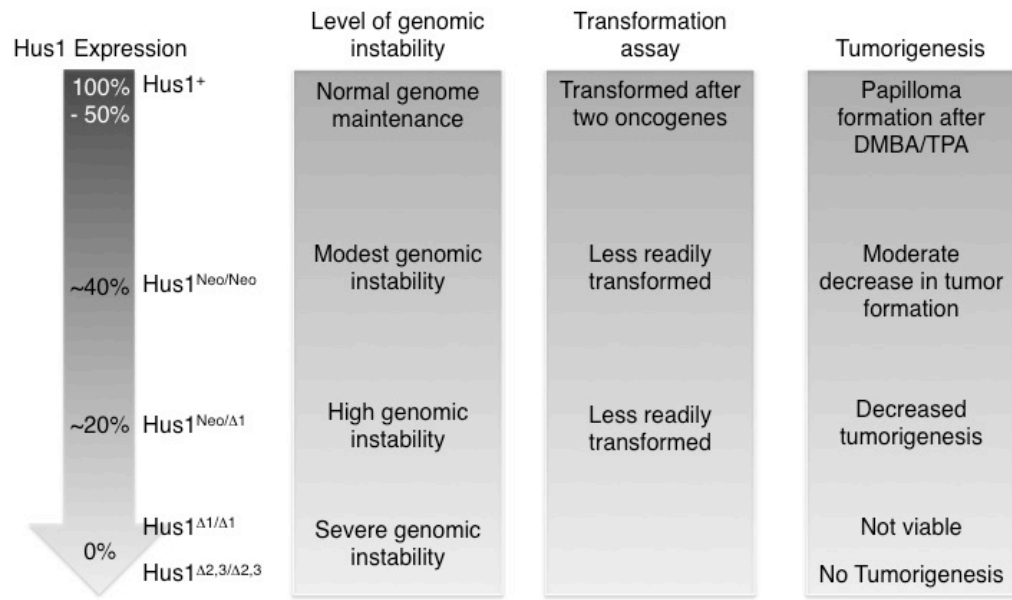 Hus1 Expression
100%
- 50%
Hus1⁺
~40%
Hus1ᴺᵉᵒ/ᴺᵉᵒ
~20%
Hus1ᴺᵉᵒ/Δ¹
0%
Hus1Δ¹/Δ¹
Hus1Δ²,³/Δ²,³
Level of genomic
instability
Normal genome
maintenance
Modest genomic
instability
High genomic
instability
Severe genomic
instability
Transformation
assay
Transformed after
two oncogenes
Less readily
transformed
Less readily
transformed
Tumorigenesis
Papilloma
formation after
DMBA/TPA
Moderate
decrease in tumor
formation
Decreased
tumorigenesis
Not viable
No Tumorigenesis